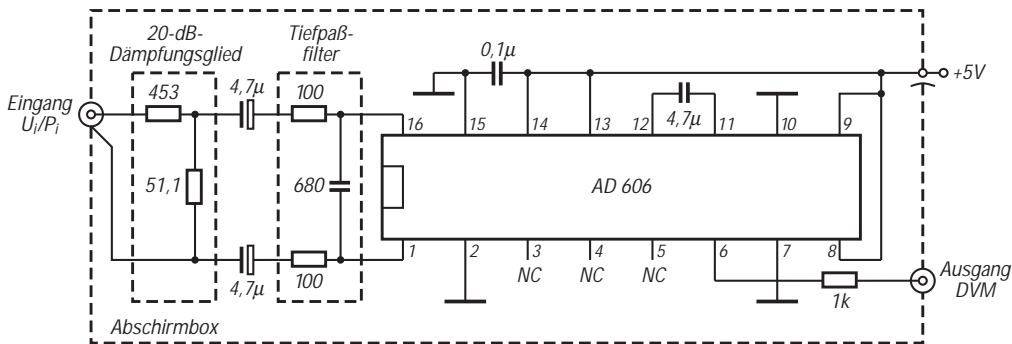 20-dB-
Dämpfungsglied
Tiefpaß-
filter
0,1µ
+5V
453
4,7µ
100
4,7µ
Eingang
Ui/Pi
16
15
14
13
12
11
10
9
51,1
680
AD 606
1
2
3
4
5
6
7
8
NC
NC
NC
4,7µ
100
1k
Ausgang
DVM
Abschirmbox